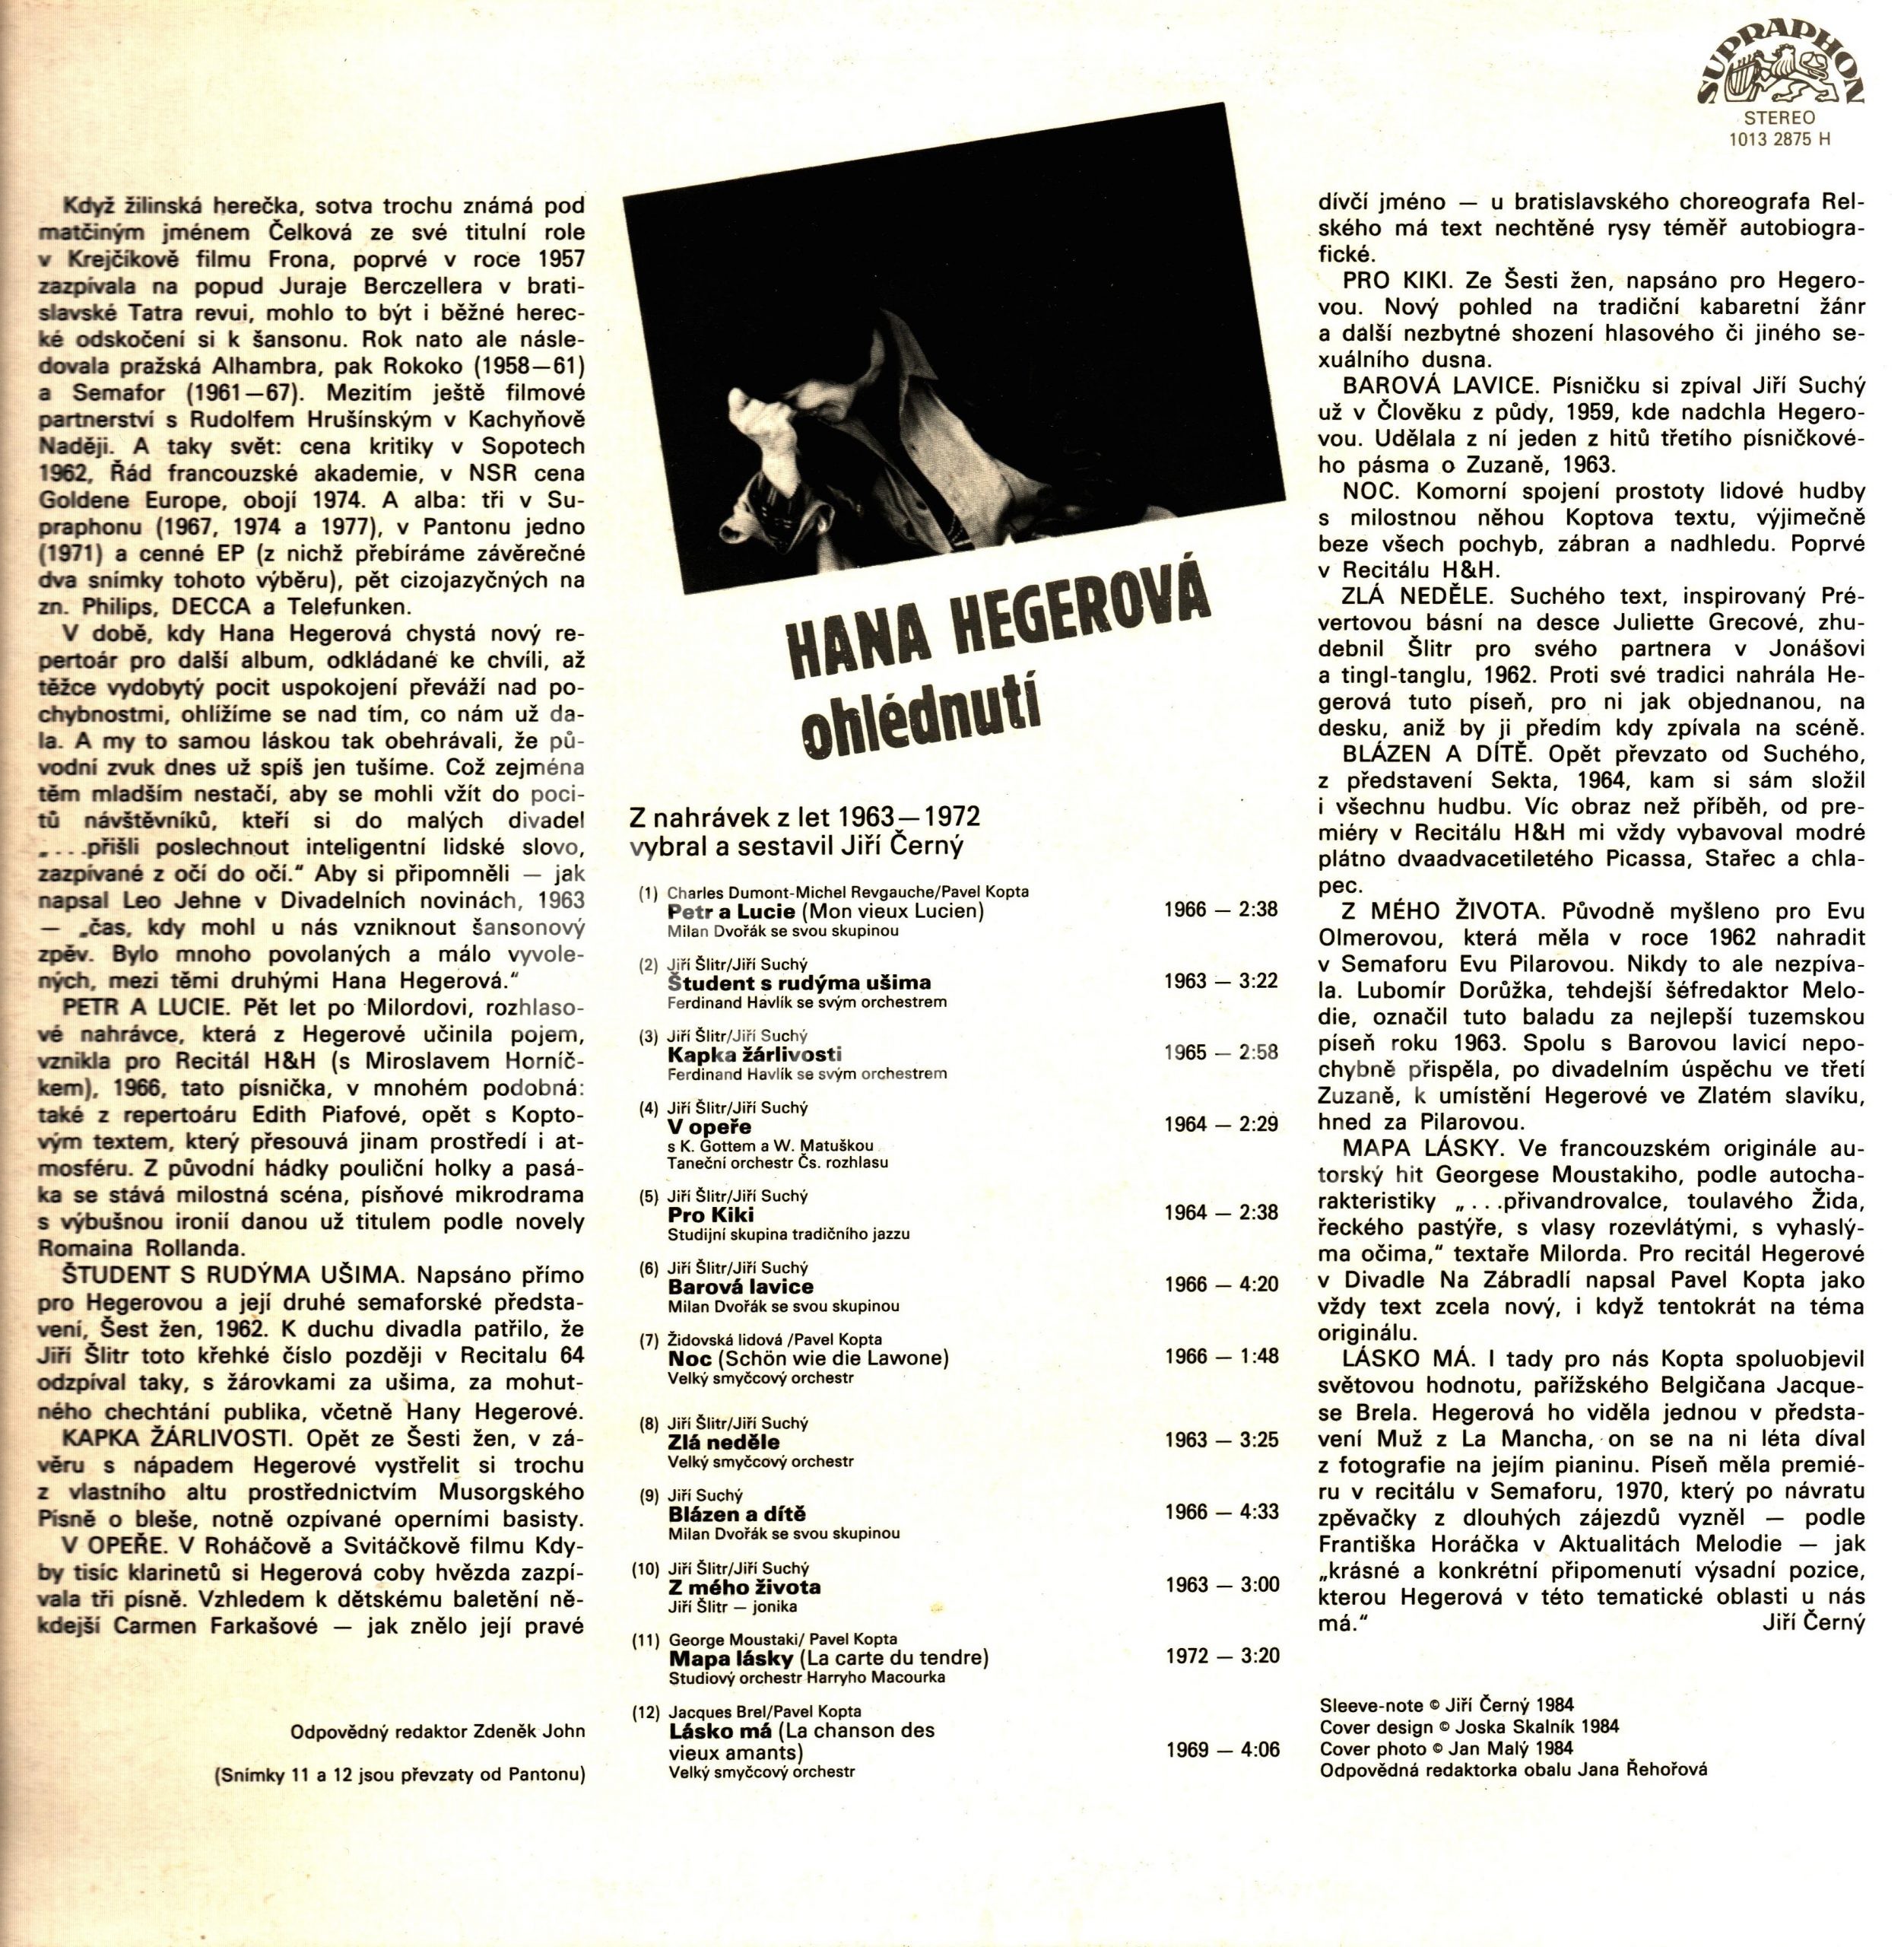 SUPRAPHON
STEREO
1013 2875 H
Když žilinská herečka, sotva trochu známá pod
matčiným jménem Čelková ze své titulní role
v Krejčíkově filmu Frona, poprvé v roce 1957
zazpívala na popud Juraje Berczellera v brati-
slavské Tatra revui, mohlo to být i běžné herec-
ké odskočení si k šansonu. Rok nato ale násle-
dovala pražská Alhambra, pak Rokoko (1958—61)
a Semafor (1961—67). Mezitím ještě filmové
partnerství s Rudolfem Hrušínským v Kachyňově
Naději. A taky svět: cena kritiky v Sopotech
1962, Řád francouzské akademie, v NSR cena
Goldene Europe, obojí 1974. A alba: tři v Su-
praphonu (1967, 1974 a 1977), v Pantonu jedno
(1971) a cenné EP (z nichž přebíráme závěrečné
dva snímky tohoto výběru), pět cizojazyčných na
zn. Philips, DECCA a Telefunken.
V době, kdy Hana Hegerová chystá nový re-
pertoár pro další album, odkládané ke chvíli, až
těžce vydobytý pocit uspokojení převáží nad po-
chybnostmi, ohlížíme se nad tím, co nám už da-
la. A my to samou láskou tak obehrávali, že pů-
vodní zvuk dnes už spíš jen tušíme. Což zejména
těm mladším nestačí, aby se mohli vžít do poci-
tů návštěvníků, kteří si do malých divadel
„...přišli poslechnout inteligentní lidské slovo,
zazpívané z očí do očí.“ Aby si připomněli — jak
napsal Leo Jehne v Divadelních novinách, 1963
— „čas, kdy mohl u nás vzniknout šansonový
zpěv. Bylo mnoho povolaných a málo vyvole-
ných, mezi těmi druhými Hana Hegerová.“
PETR A LUCIE. Pět let po Milordovi, rozhlaso-
vé nahrávce, která z Hegerové učinila pojem,
vznikla pro Recitál H&H (s Miroslavem Horníč-
kem), 1966, tato písnička, v mnohém podobná:
také z repertoáru Edith Piafové, opět s Kopto-
vým textem, který přesouvá jinam prostředí i at-
mosféru. Z původní hádky pouliční holky a pasá-
ka se stává milostná scéna, písňové mikrodrama
s výbušnou ironií danou už titulem podle novely
Romaina Rollanda.
ŠTUDENT S RUDÝMA UŠIMA. Napsáno přímo
pro Hegerovou a její druhé semaforské předsta-
vení, Šest žen, 1962. K duchu divadla patřilo, že
Jiří Šlitr toto křehké číslo později v Recitalu 64
odzpíval taky, s žárovkami za ušima, za mohut-
ného chechtání publika, včetně Hany Hegerové.
KAPKA ŽÁRLIVOSTI. Opět ze Šesti žen, v zá-
věru s nápadem Hegerové vystřelit si trochu
z vlastního altu prostřednictvím Musorgského
Písně o bleše, notně ozpívané operními basisty.
V OPEŘE. V Roháčově a Svitáčkově filmu Kdy-
by tisíc klarinetů si Hegerová coby hvězda zazpí-
vala tři písně. Vzhledem k dětskému baletění ně-
kdejší Carmen Farkašové — jak znělo její pravé
Odpovědný redaktor Zdeněk John
(Snímky 11 a 12 jsou převzaty od Pantonu)
HANA HEGEROVÁ
ohlédnutí
Z nahrávek z let 1963—1972
vybral a sestavil Jiří Černý
(1) Charles Dumont-Michel Revgauche/Pavel Kopta
Petr a Lucie (Mon vieux Lucien) 1966 — 2:38
Milan Dvořák se svou skupinou
(2) Jiří Šlitr/Jiří Suchý
Študent s rudýma ušima 1963 — 3:22
Ferdinand Havlík se svým orchestrem
(3) Jiří Šlitr/Jiří Suchý
Kapka žárlivosti 1965 — 2:58
Ferdinand Havlík se svým orchestrem
(4) Jiří Šlitr/Jiří Suchý
V opeře 1964 — 2:29
s K. Gottem a W. Matuškou
Taneční orchestr Čs. rozhlasu
(5) Jiří Šlitr/Jiří Suchý
Pro Kiki 1964 — 2:38
Studijní skupina tradičního jazzu
(6) Jiří Šlitr/Jiří Suchý
Barová lavice 1966 — 4:20
Milan Dvořák se svou skupinou
(7) Židovská lidová /Pavel Kopta
Noc (Schön wie die Lawone) 1966 — 1:48
Velký smyčcový orchestr
(8) Jiří Šlitr/Jiří Suchý
Zlá neděle 1963 — 3:25
Velký smyčcový orchestr
(9) Jiří Suchý
Blázen a dítě 1966 — 4:33
Milan Dvořák se svou skupinou
(10) Jiří Šlitr/Jiří Suchý
Z mého života 1963 — 3:00
Jiří Šlitr — jonika
(11) George Moustaki/ Pavel Kopta
Mapa lásky (La carte du tendre) 1972 — 3:20
Studiový orchestr Harryho Macourka
(12) Jacques Brel/Pavel Kopta
Lásko má (La chanson des
vieux amants) 1969 — 4:06
Velký smyčcový orchestr
dívčí jméno — u bratislavského choreografa Rel-
ského má text nechtěné rysy téměř autobiogra-
fické.
PRO KIKI. Ze Šesti žen, napsáno pro Hegero-
vou. Nový pohled na tradiční kabaretní žánr
a další nezbytné shození hlasového či jiného se-
xuálního dusna.
BAROVÁ LAVICE. Písničku si zpíval Jiří Suchý
už v Člověku z půdy, 1959, kde nadchla Hegero-
vou. Udělala z ní jeden z hitů třetího písničkové-
ho pásma o Zuzaně, 1963.
NOC. Komorní spojení prostoty lidové hudby
s milostnou něhou Koptova textu, výjimečně
beze všech pochyb, zábran a nadhledu. Poprvé
v Recitálu H&H.
ZLÁ NEDĚLE. Suchého text, inspirovaný Pré-
vertovou básní na desce Juliette Grecové, zhu-
debnil Šlitr pro svého partnera v Jonášovi
a tingl-tanglu, 1962. Proti své tradici nahrála He-
gerová tuto píseň, pro ni jak objednanou, na
desku, aniž by ji předím kdy zpívala na scéně.
BLÁZEN A DÍTĚ. Opět převzato od Suchého,
z představení Sekta, 1964, kam si sám složil
i všechnu hudbu. Víc obraz než příběh, od pre-
miéry v Recitálu H&H mi vždy vybavoval modré
plátno dvaadvacetiletého Picassa, Stařec a chla-
pec.
Z MÉHO ŽIVOTA. Původně myšleno pro Evu
Olmerovou, která měla v roce 1962 nahradit
v Semaforu Evu Pilarovou. Nikdy to ale nezpíva-
la. Lubomír Dorůžka, tehdejší šéfredaktor Melo-
die, označil tuto baladu za nejlepší tuzemskou
píseň roku 1963. Spolu s Barovou lavicí nepo-
chybně přispěla, po divadelním úspěchu ve třetí
Zuzaně, k umístění Hegerové ve Zlatém slavíku,
hned za Pilarovou.
MAPA LÁSKY. Ve francouzském originále au-
torský hit Georgese Moustakiho, podle autocha-
rakteristiky „...přivandrovalce, toulavého Žida,
řeckého pastýře, s vlasy rozevlátými, s vyhaslý-
ma očima,“ textaře Milorda. Pro recitál Hegerové
v Divadle Na Zábradlí napsal Pavel Kopta jako
vždy text zcela nový, i když tentokrát na téma
originálu.
LÁSKO MÁ. I tady pro nás Kopta spoluobjevil
světovou hodnotu, pařížského Belgičana Jacque-
se Brela. Hegerová ho viděla jednou v předsta-
vení Muž z La Mancha, on se na ni léta díval
z fotografie na jejím pianinu. Píseň měla premié-
ru v recitálu v Semaforu, 1970, který po návratu
zpěvačky z dlouhých zájezdů vyzněl — podle
Františka Horáčka v Aktualitách Melodie — jak
„krásné a konkrétní připomenutí výsadní pozice,
kterou Hegerová v této tematické oblasti u nás
má.“ Jiří Černý
Sleeve-note © Jiří Černý 1984
Cover design © Joska Skalník 1984
Cover photo © Jan Malý 1984
Odpovědná redaktorka obalu Jana Řehořová